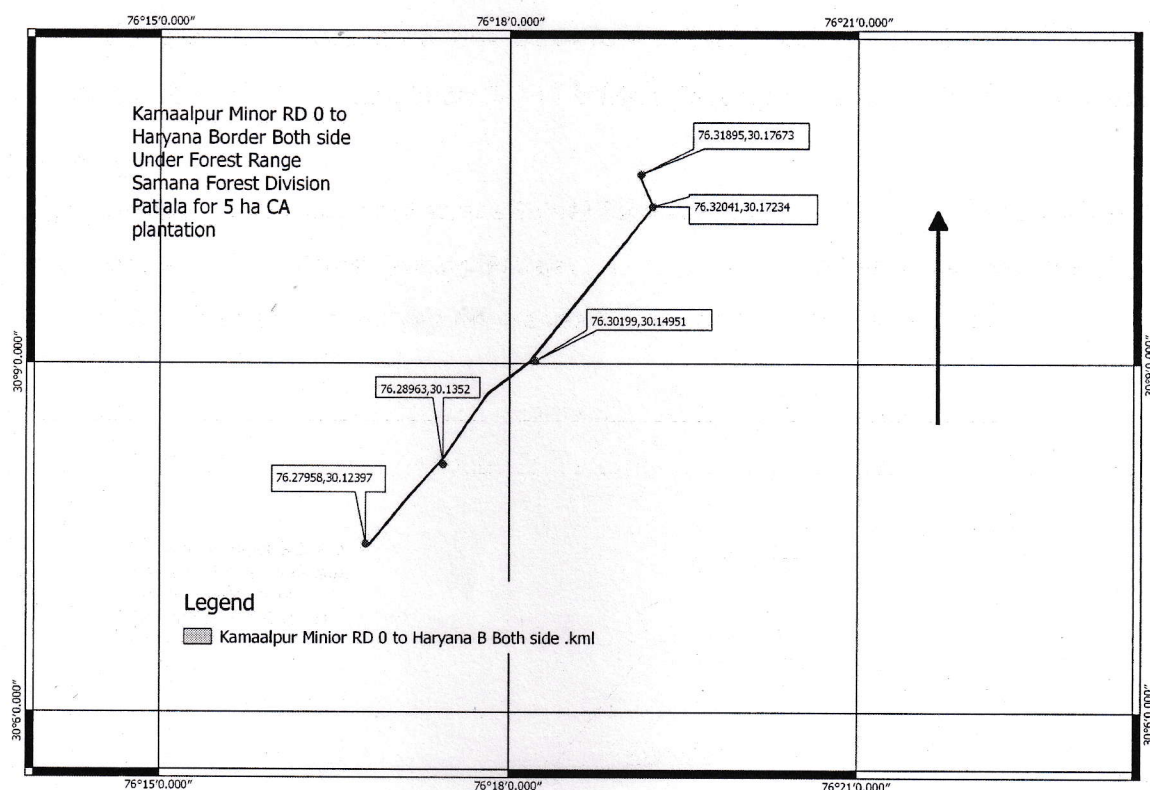 76°15'0.000"
76°18'0.000"
76°21'0.000"
Kamaalpur Minor RD 0 to
Haryana Border Both side
Under Forest Range
Samana Forest Division
Patiala for 5 ha CA
plantation
76.31895,30.17673
76.32041,30.17234
76.30199,30.14951
30°9'0.000"
30°9'0.000"
76.28963,30.1352
76.27958,30.12397
Legend
Kamaalpur Minior RD 0 to Haryana B Both side .kml
30°6'0.000"
30°6'0.000"
76°15'0.000"
76°18'0.000"
76°21'0.000"